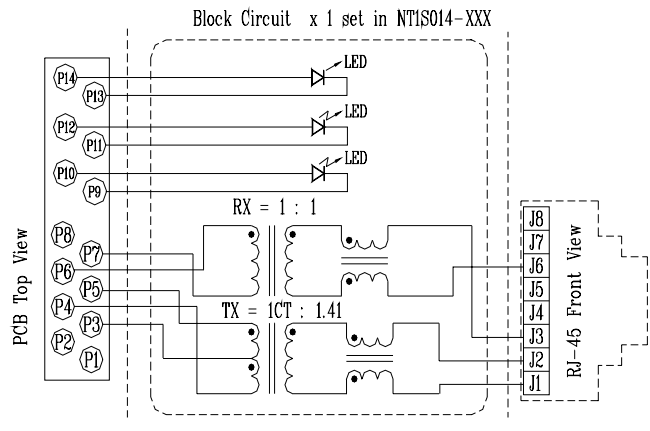 Block Circuit x 1 set in NT1S014-XXX
P14
LED
P13
P12
LED
P11
P10
LED
P9
RX = 1 : 1
P8
P7
P6
P5
TX = 1CT : 1.41
P4
P3
P2
P1
PCB Top View
J8
J7
J6
J5
J4
J3
J2
J1
RJ-45 Front View